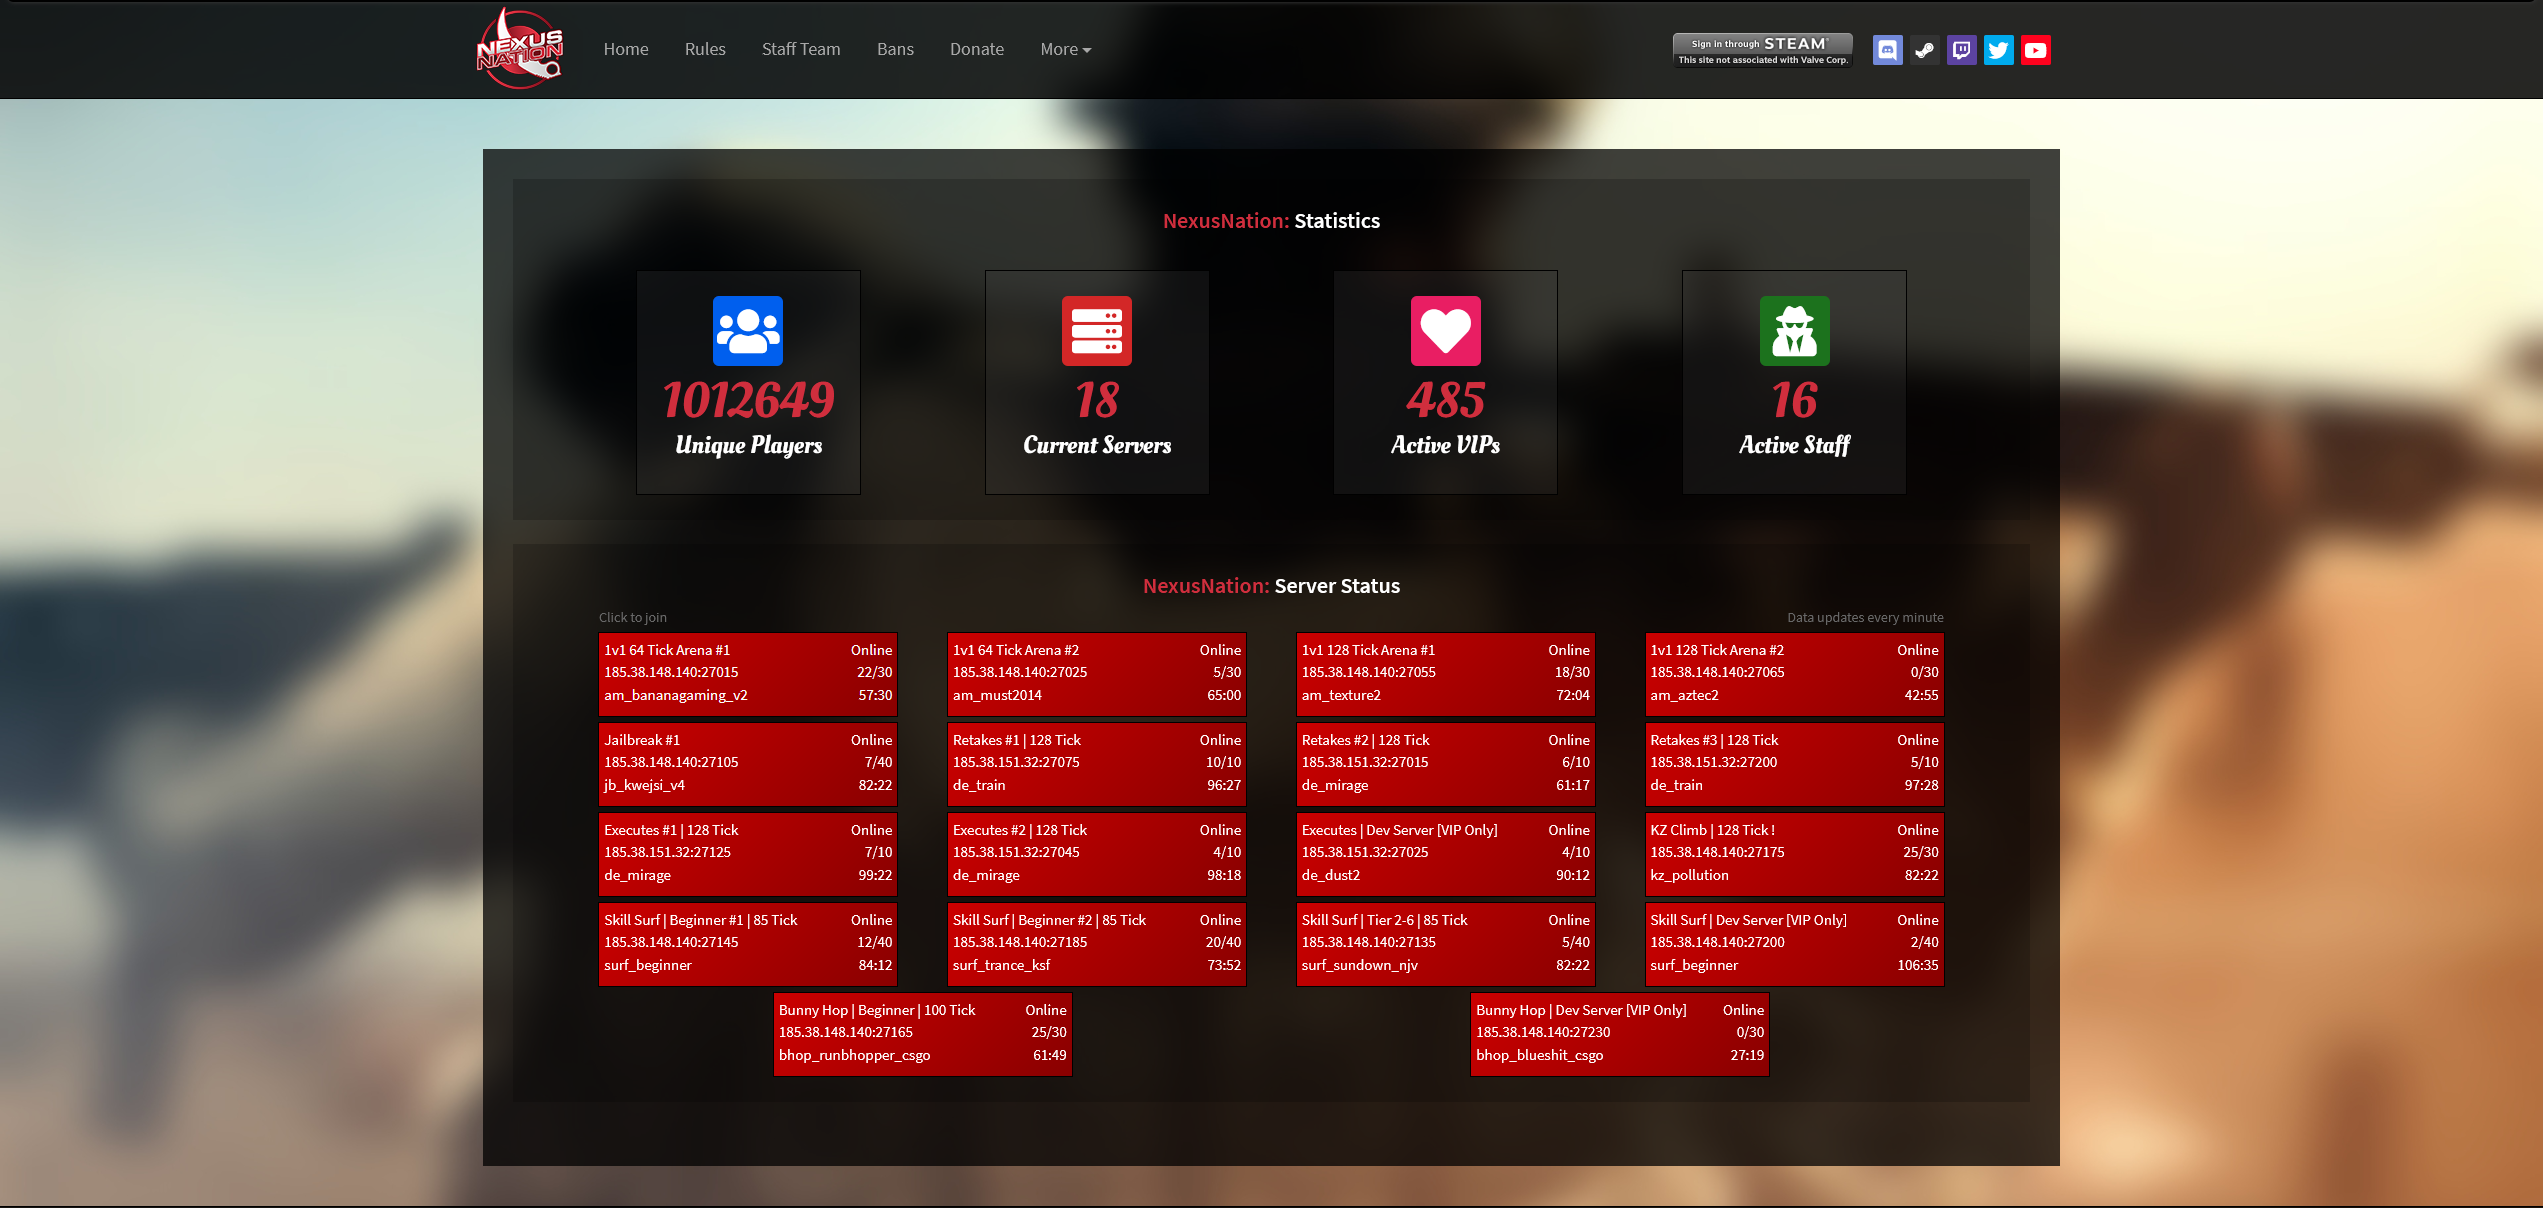 NEXUS
NATION
Home
Rules
Staff Team
Bans
Donate
More
Sign in through STEAM®
This site not associated with Valve Corp.
NexusNation: Statistics
1012649
Unique Players
18
Current Servers
485
Active VIPs
16
Active Staff
NexusNation: Server Status
Click to join
Data updates every minute
1v1 64 Tick Arena #1 Online
185.38.148.140:27015 22/30
am_bananagaming_v2 57:30
1v1 64 Tick Arena #2 Online
185.38.148.140:27025 5/30
am_must2014 65:00
1v1 128 Tick Arena #1 Online
185.38.148.140:27055 18/30
am_texture2 72:04
1v1 128 Tick Arena #2 Online
185.38.148.140:27065 0/30
am_aztec2 42:55
Jailbreak #1 Online
185.38.148.140:27105 7/40
jb_kwejsi_v4 82:22
Retakes #1 | 128 Tick Online
185.38.151.32:27075 10/10
de_train 96:27
Retakes #2 | 128 Tick Online
185.38.151.32:27015 6/10
de_mirage 61:17
Retakes #3 | 128 Tick Online
185.38.151.32:27200 5/10
de_train 97:28
Executes #1 | 128 Tick Online
185.38.151.32:27125 7/10
de_mirage 99:22
Executes #2 | 128 Tick Online
185.38.151.32:27045 4/10
de_mirage 98:18
Executes | Dev Server [VIP Only] Online
185.38.151.32:27025 4/10
de_dust2 90:12
KZ Climb | 128 Tick ! Online
185.38.148.140:27175 25/30
kz_pollution 82:22
Skill Surf | Beginner #1 | 85 Tick Online
185.38.148.140:27145 12/40
surf_beginner 84:12
Skill Surf | Beginner #2 | 85 Tick Online
185.38.148.140:27185 20/40
surf_trance_ksf 73:52
Skill Surf | Tier 2-6 | 85 Tick Online
185.38.148.140:27135 5/40
surf_sundown_njv 82:22
Skill Surf | Dev Server [VIP Only] Online
185.38.148.140:27200 2/40
surf_beginner 106:35
Bunny Hop | Beginner | 100 Tick Online
185.38.148.140:27165 25/30
bhop_runbhopper_csgo 61:49
Bunny Hop | Dev Server [VIP Only] Online
185.38.148.140:27230 0/30
bhop_blueshit_csgo 27:19